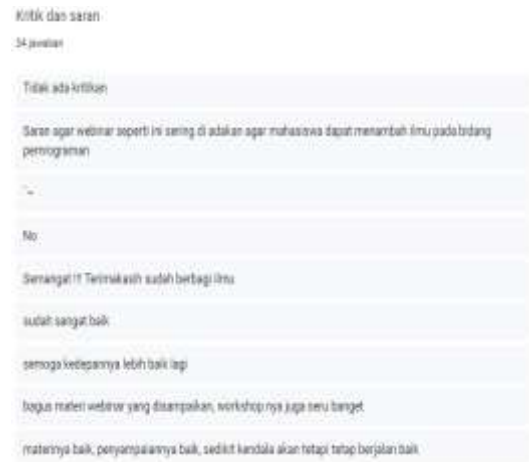 Kritik dan saran
34 jawaban
Tidak ada kritikan
Saran agar webinar seperti ini sering di adakan agar mahasiswa dapat menambah ilmu pada bidang
pemrograman
No
Semangat!!! Terimakasih sudah berbagi ilmu
sudah sangat baik
semoga kedepannya lebih baik lagi
bagus materi webinar yang disampaikan, workshop nya juga seru banget
materinya baik, penyampaiannya baik, sedikit kendala akan tetapi tetap berjalan baik